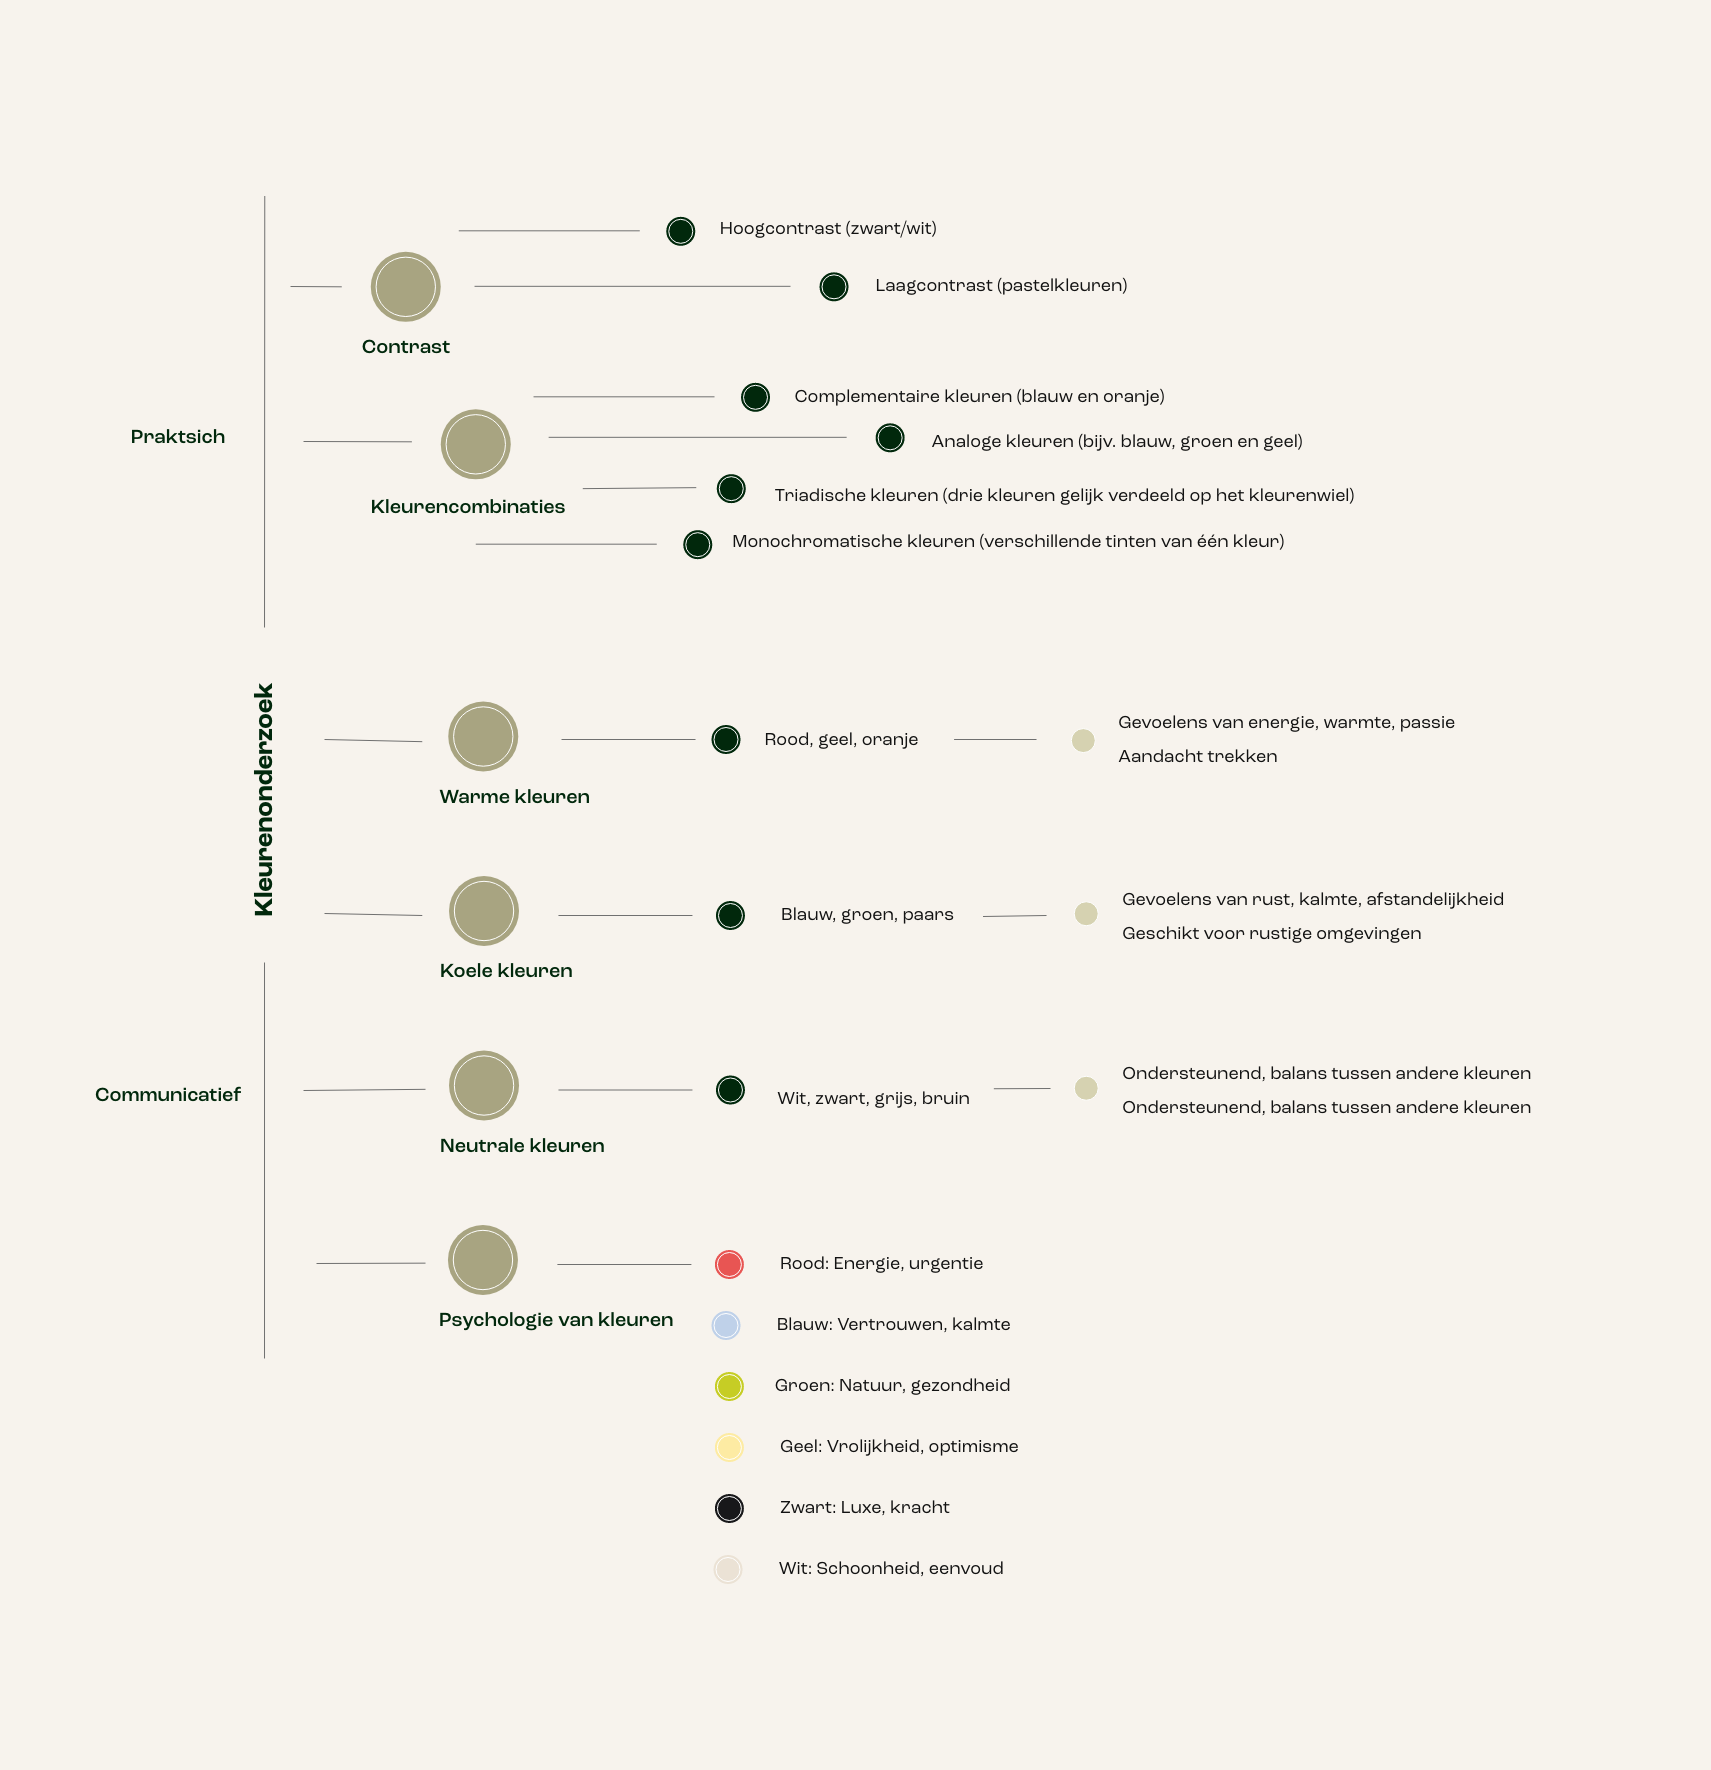 Hoogcontrast (zwart/wit)
Laagcontrast (pastelkleuren)
Contrast
Complementaire kleuren (blauw en oranje)
Praktsich
Analoge kleuren (bijv. blauw, groen en geel)
Triadische kleuren (drie kleuren gelijk verdeeld op het kleurenwiel)
Kleurencombinaties
Monochromatische kleuren (verschillende tinten van één kleur)
Kleurenonderzoek
Gevoelens van energie, warmte, passie
Rood, geel, oranje
Aandacht trekken
Warme kleuren
Gevoelens van rust, kalmte, afstandelijkheid
Blauw, groen, paars
Geschikt voor rustige omgevingen
Koele kleuren
Communicatief
Ondersteunend, balans tussen andere kleuren
Wit, zwart, grijs, bruin
Ondersteunend, balans tussen andere kleuren
Neutrale kleuren
Rood: Energie, urgentie
Psychologie van kleuren
Blauw: Vertrouwen, kalmte
Groen: Natuur, gezondheid
Geel: Vrolijkheid, optimisme
Zwart: Luxe, kracht
Wit: Schoonheid, eenvoud